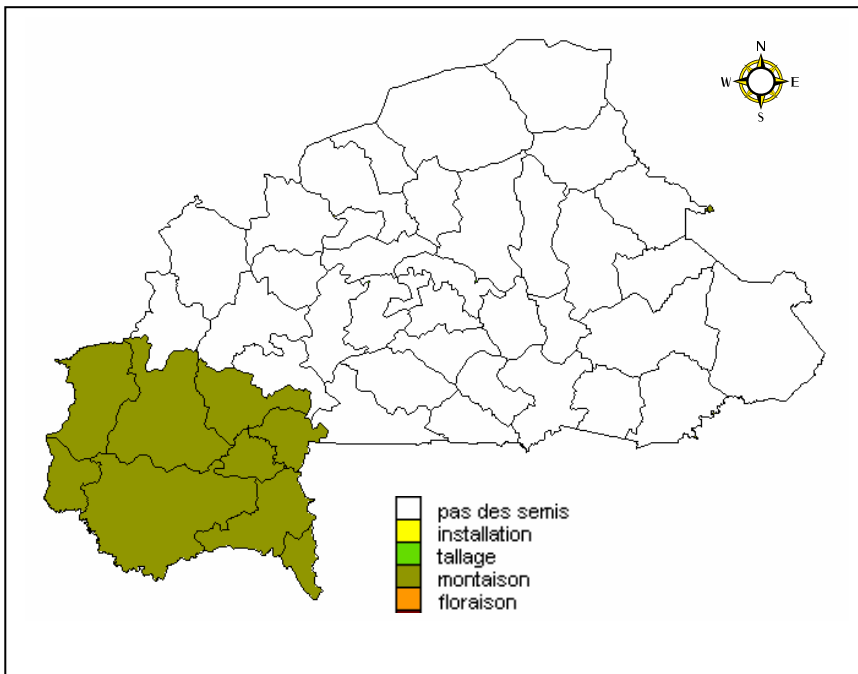 N
W E
S
pas des semis
installation
tallage
montaison
floraison